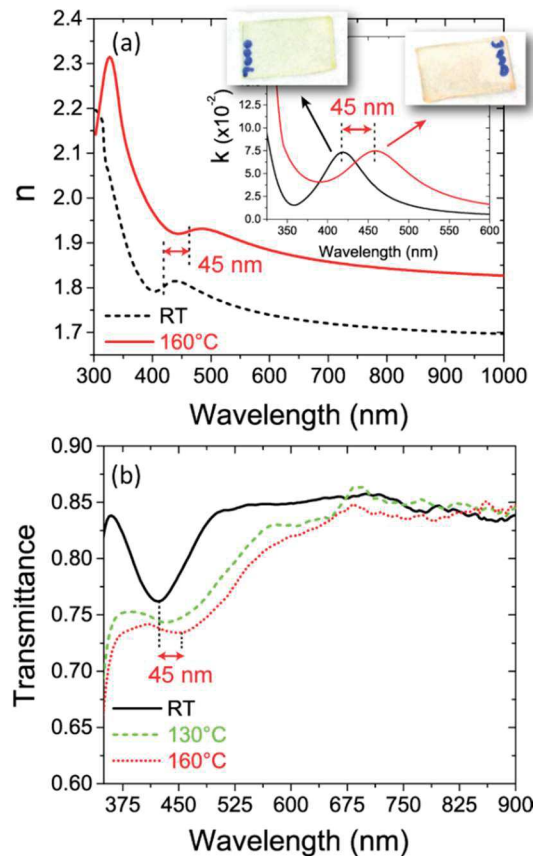 (a)
2.4
2.3
2.2
2.1
2.0
1.9
1.8
1.7
n
300 400 500 600 700 800 900 1000
Wavelength (nm)
45 nm
RT
160°C
k (x10⁻²)
10.0
7.5
5.0
2.5
0.0
350 400 450 500 550 600
Wavelength (nm)
45 nm
(b)
0.90
0.85
0.80
0.75
0.70
0.65
0.60
Transmittance
375 450 525 600 675 750 825 900
Wavelength (nm)
45 nm
RT
130°C
160°C